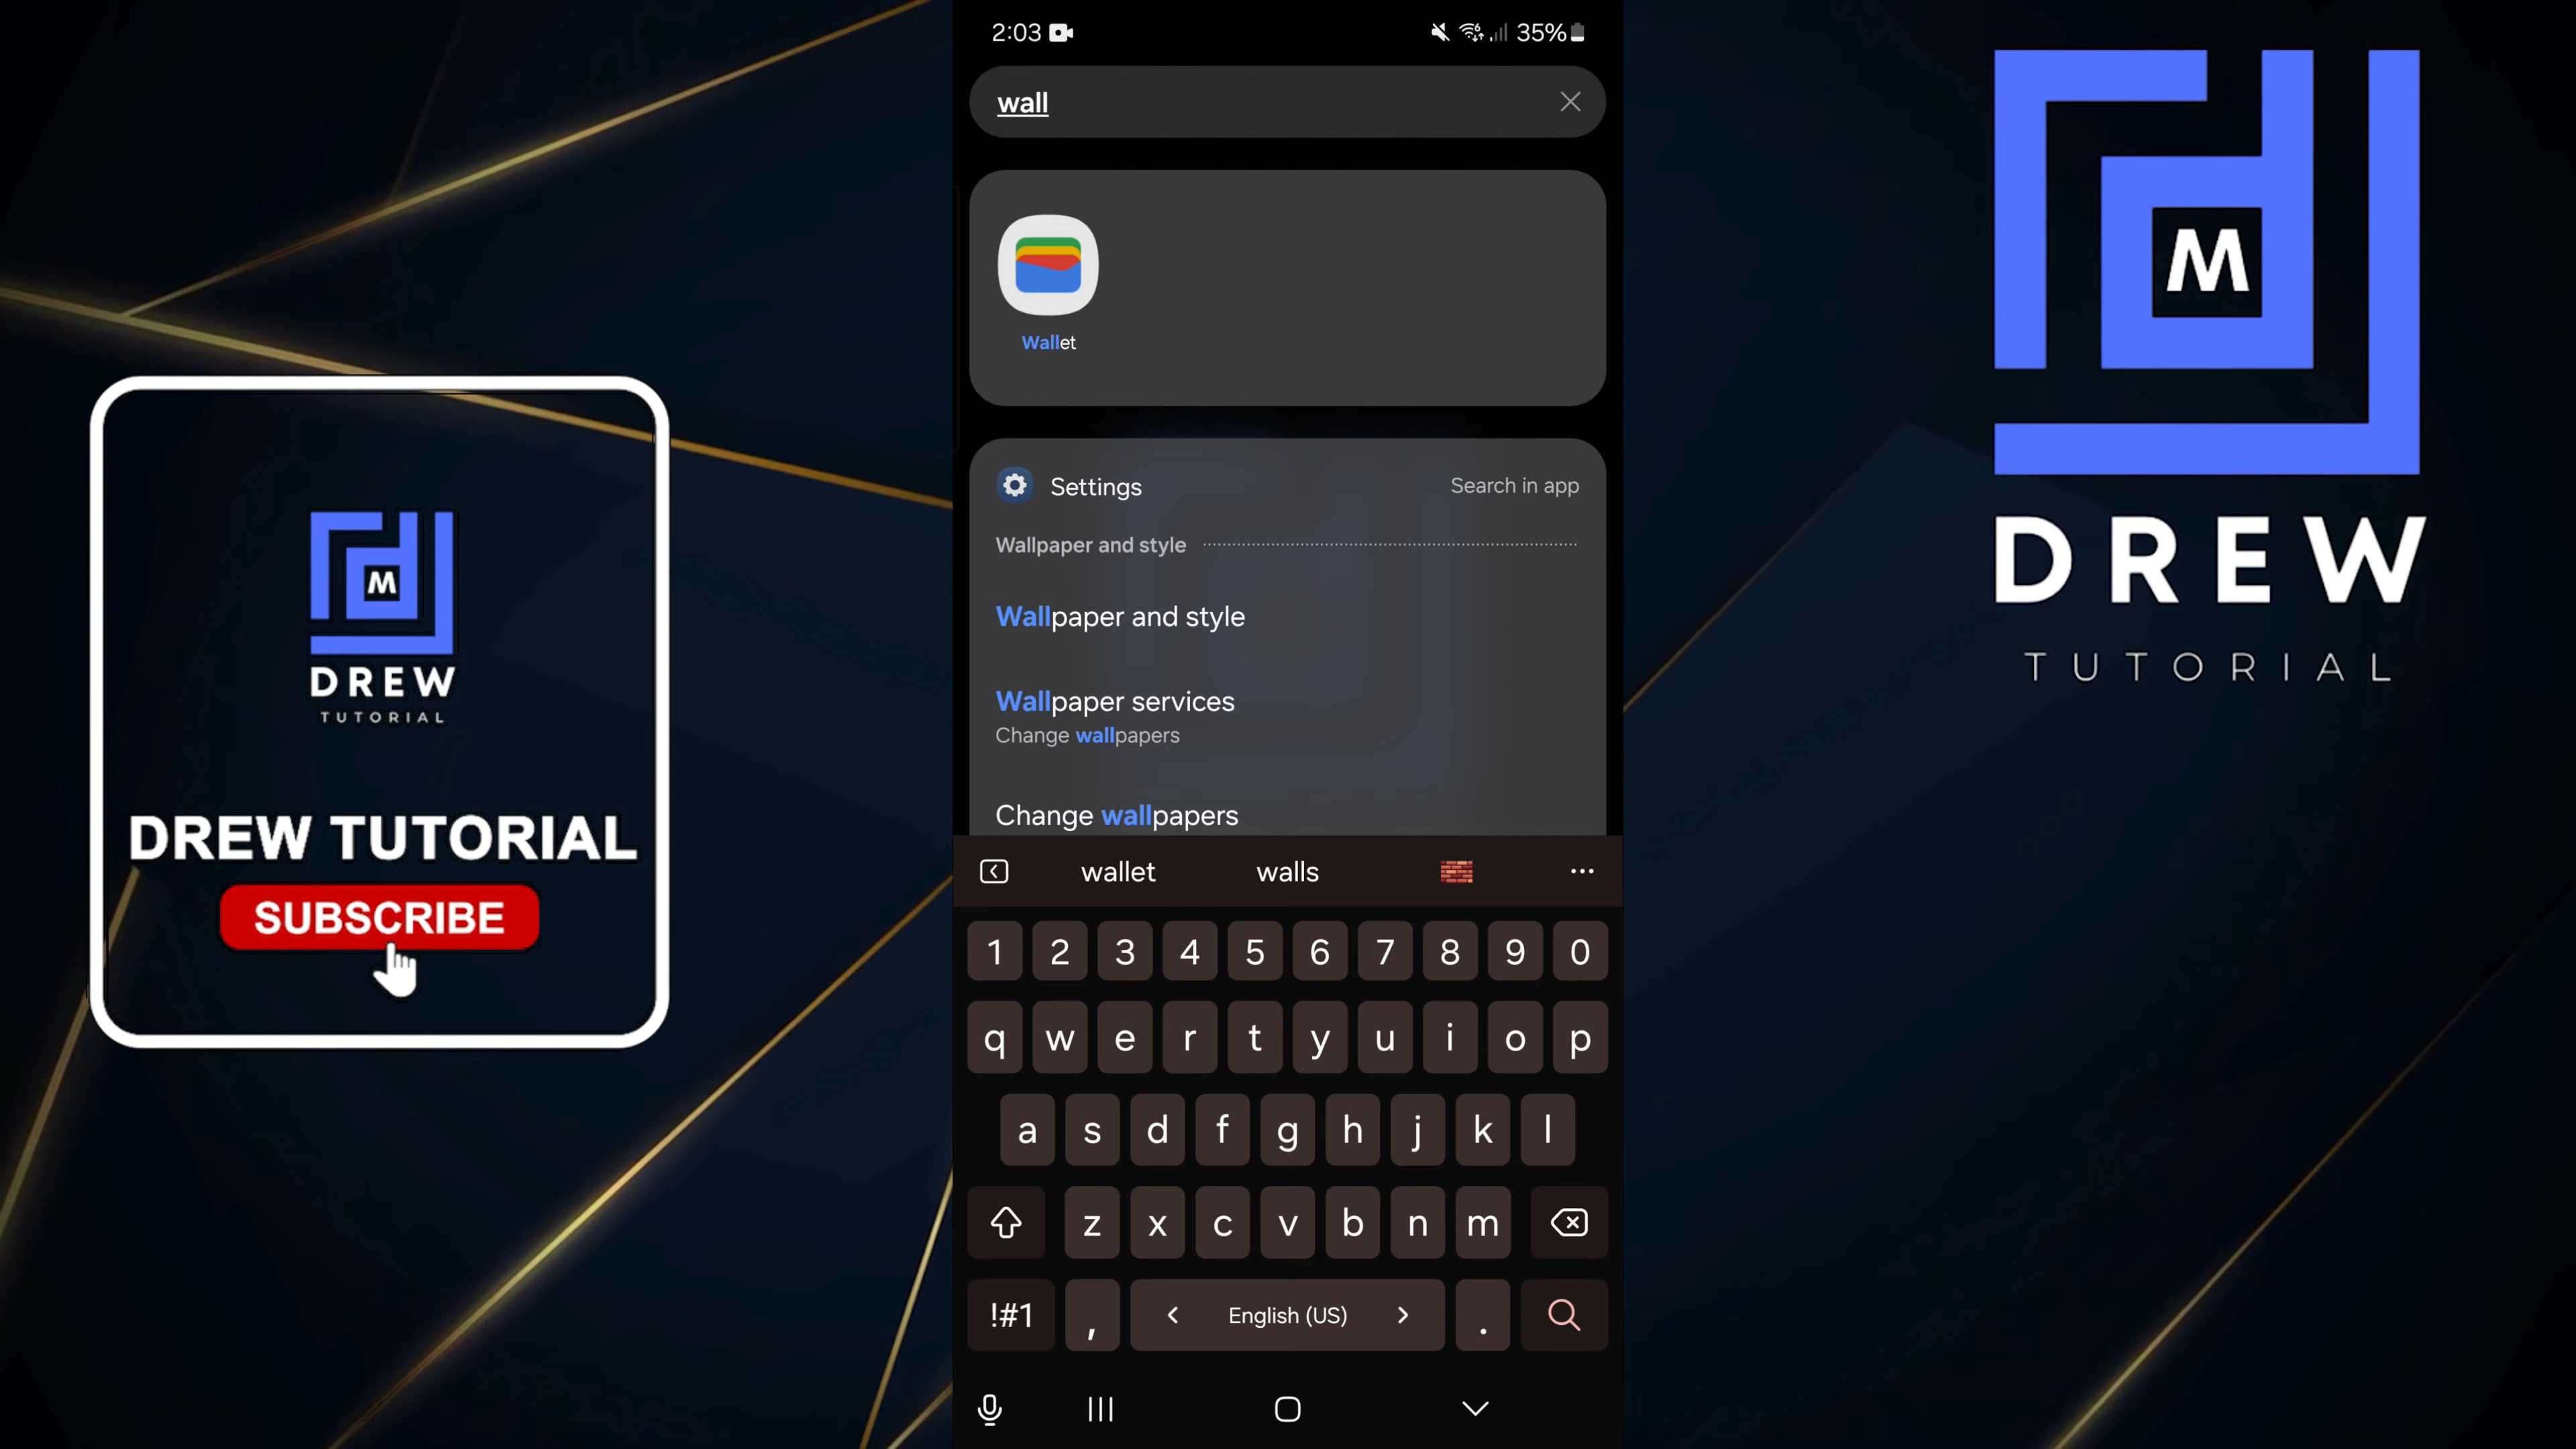 M
DREW
TUTORIAL
DREW TUTORIAL
SUBSCRIBE
2:03
35%
wall
Wallet
Settings
Search in app
Wallpaper and style
Wallpaper and style
Wallpaper services
Change wallpapers
Change wallpapers
wallet walls
1 2 3 4 5 6 7 8 9 0
q w e r t y u i o p
a s d f g h j k l
z x c v b n m
!#1 , < English (US) > .
M
DREW
TUTORIAL